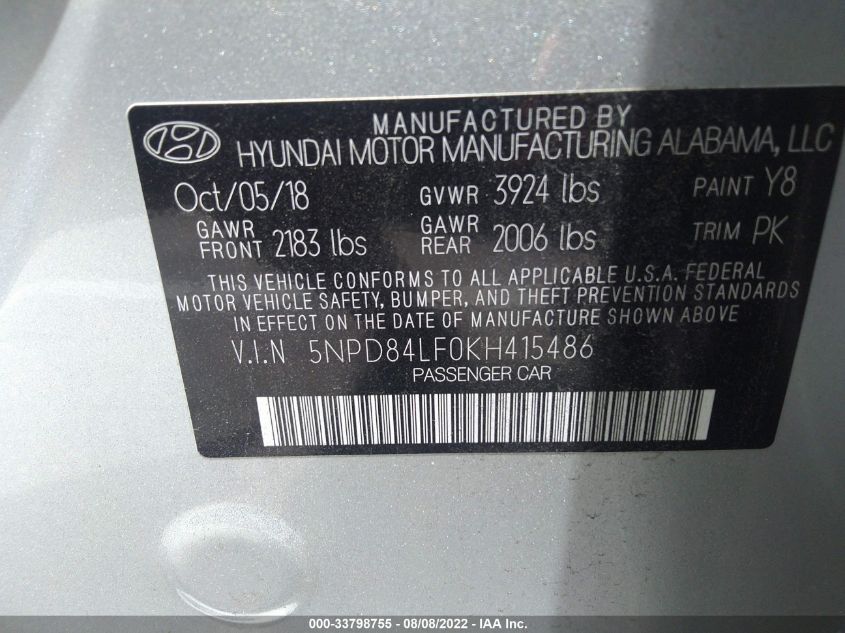 MANUFACTURED BY
HYUNDAI MOTOR MANUFACTURING ALABAMA, LLC
Oct/05/18 GVWR 3924 lbs PAINT Y8
GAWR FRONT 2183 lbs GAWR REAR 2006 lbs TRIM PK
THIS VEHICLE CONFORMS TO ALL APPLICABLE U.S.A. FEDERAL
MOTOR VEHICLE SAFETY, BUMPER, AND THEFT PREVENTION STANDARDS
IN EFFECT ON THE DATE OF MANUFACTURE SHOWN ABOVE
V.I.N 5NPD84LF0KH415486
PASSENGER CAR
000-33798755 - 08/08/2022 - IAA Inc.